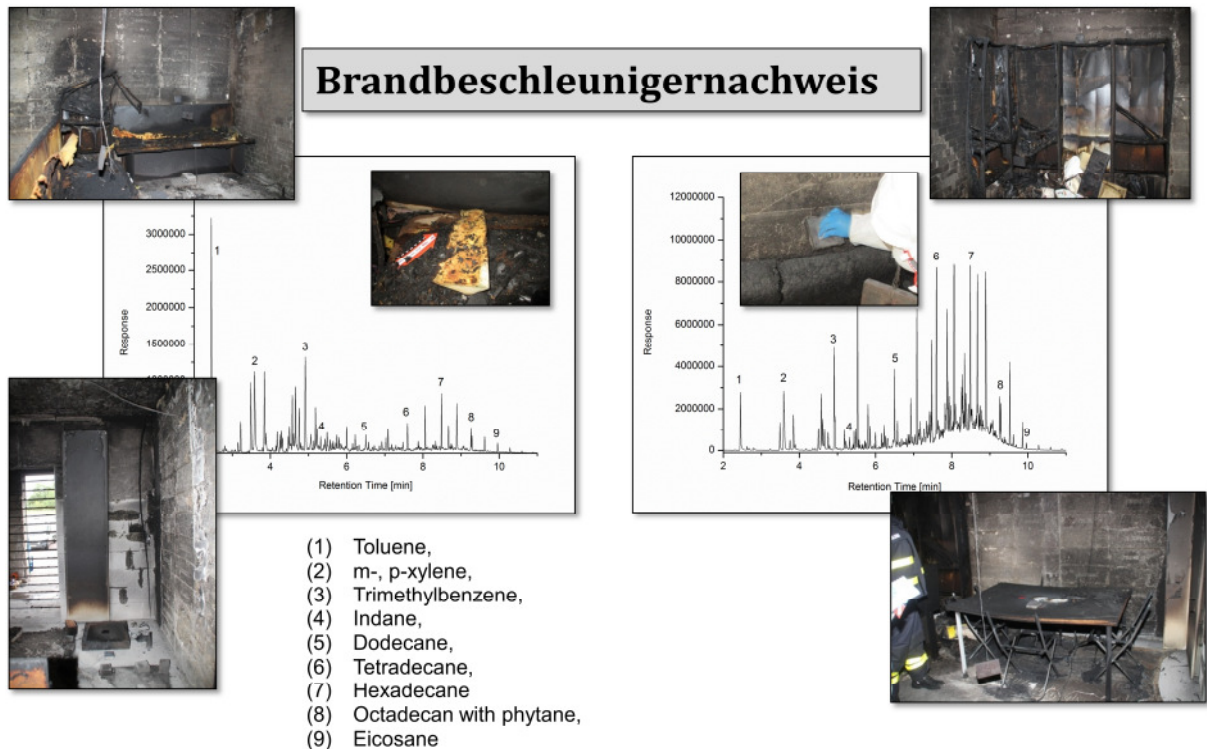 Brandbeschleunigernachweis
3000000
2500000
2000000
1500000
Response
4
6
8
10
Retention Time [min]
1
2
3
4
5
6
7
8
9
12000000
10000000
8000000
6000000
4000000
2000000
0
Response
2
4
6
8
10
Retention Time [min]
1
2
3
4
5
6
7
8
9
(1) Toluene,
(2) m-, p-xylene,
(3) Trimethylbenzene,
(4) Indane,
(5) Dodecane,
(6) Tetradecane,
(7) Hexadecane
(8) Octadecan with phytane,
(9) Eicosane